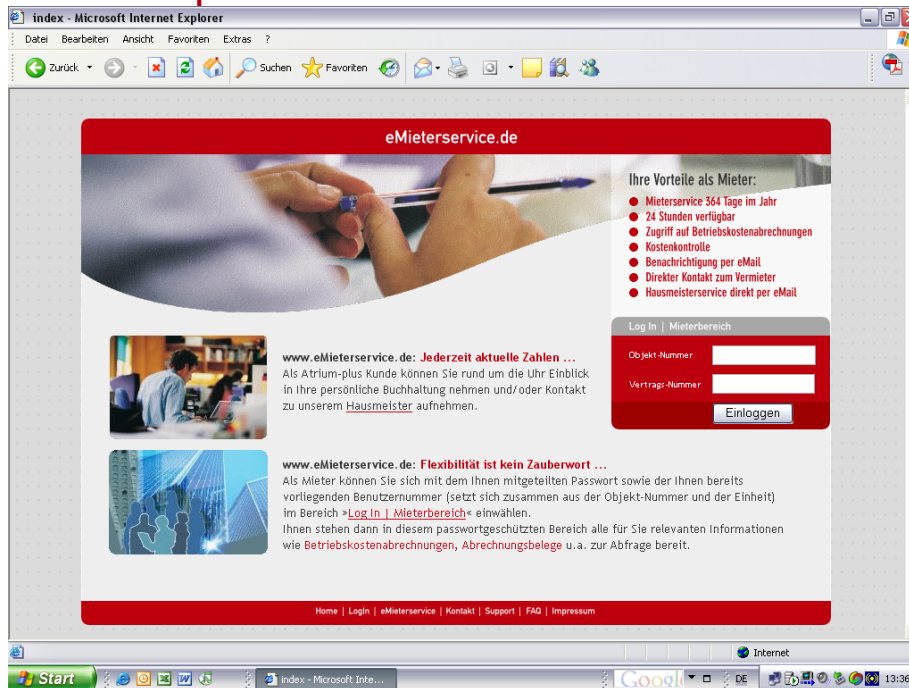 index - Microsoft Internet Explorer
Datei Bearbeiten Ansicht Favoriten Extras ?
Zurück Suchen Favoriten
eMieterservice.de
Ihre Vorteile als Mieter:
Mieterservice 364 Tage im Jahr
24 Stunden verfügbar
Zugriff auf Betriebskostenabrechnungen
Kostenkontrolle
Benachrichtigung per eMail
Direkter Kontakt zum Vermieter
Hausmeisterservice direkt per eMail
Log In | Mieterbereich
Objekt-Nummer
Vertrags-Nummer
Einloggen
www.eMieterservice.de: Jederzeit aktuelle Zahlen ...
Als Atrium-plus Kunde können Sie rund um die Uhr Einblick
in Ihre persönliche Buchhaltung nehmen und/oder Kontakt
zu unserem Hausmeister aufnehmen.
www.eMieterservice.de: Flexibilität ist kein Zauberwort ...
Als Mieter können Sie sich mit dem Ihnen mitgeteilten Passwort sowie der Ihnen bereits
vorliegenden Benutzernummer (setzt sich zusammen aus der Objekt-Nummer und der Einheit)
im Bereich »Log In | Mieterbereich« einwählen.
Ihnen stehen dann in diesem passwortgeschützten Bereich alle für Sie relevanten Informationen
wie Betriebskostenabrechnungen, Abrechnungsbelege u.a. zur Abfrage bereit.
Home | LogIn | eMieterservice | Kontakt | Support | FAQ | Impressum
Internet
Start index - Microsoft Inte... Googl DE 13:36